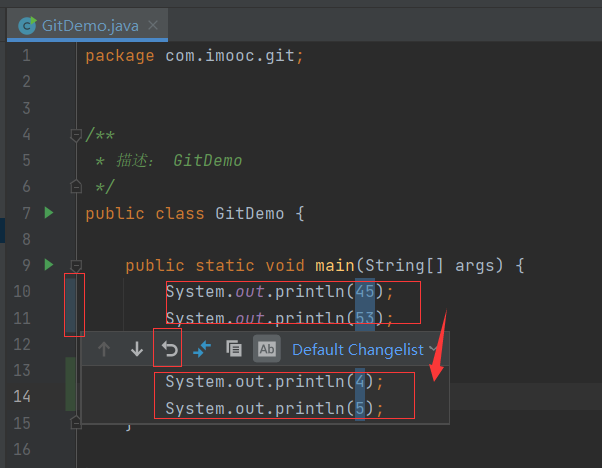 GitDemo.java
1 package com.imooc.git;
2
3
4 /**
5 * 描述: GitDemo
6 */
7 public class GitDemo {
8
9 public static void main(String[] args) {
10 System.out.println(45);
11 System.out.println(53);
12 Ab Default Changelist
13 System.out.println(4);
14 System.out.println(5);
15 }
16